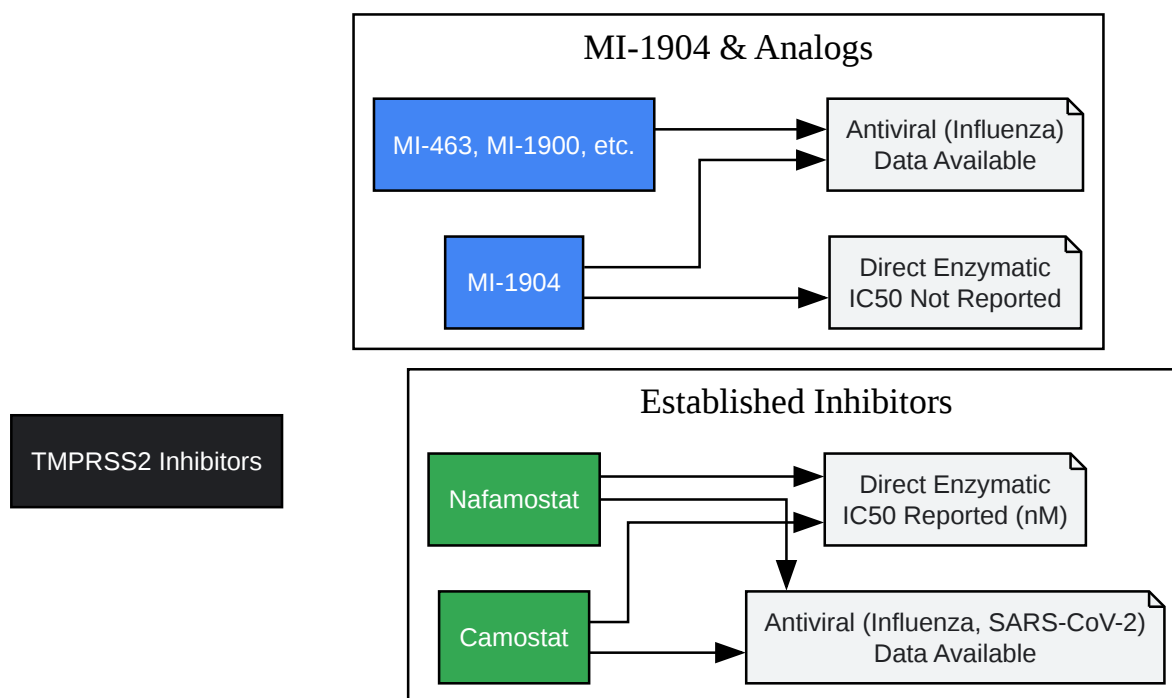 MI-1904 & Analogs
MI-463, MI-1900, etc.
Antiviral (Influenza)
Data Available
MI-1904
Direct Enzymatic
IC50 Not Reported
TMPRSS2 Inhibitors
Established Inhibitors
Nafamostat
Direct Enzymatic
IC50 Reported (nM)
Camostat
Antiviral (Influenza, SARS-CoV-2)
Data Available